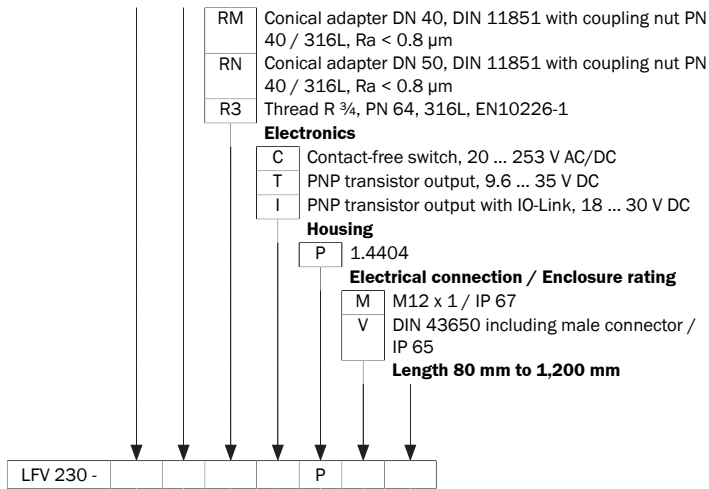 RM Conical adapter DN 40, DIN 11851 with coupling nut PN
40 / 316L, Ra < 0.8 µm
RN Conical adapter DN 50, DIN 11851 with coupling nut PN
40 / 316L, Ra < 0.8 µm
R3 Thread R ¾, PN 64, 316L, EN10226-1
Electronics
C Contact-free switch, 20 ... 253 V AC/DC
T PNP transistor output, 9.6 ... 35 V DC
I PNP transistor output with IO-Link, 18 ... 30 V DC
Housing
P 1.4404
Electrical connection / Enclosure rating
M M12 x 1 / IP 67
V DIN 43650 including male connector /
IP 65
Length 80 mm to 1,200 mm
LFV 230 - P